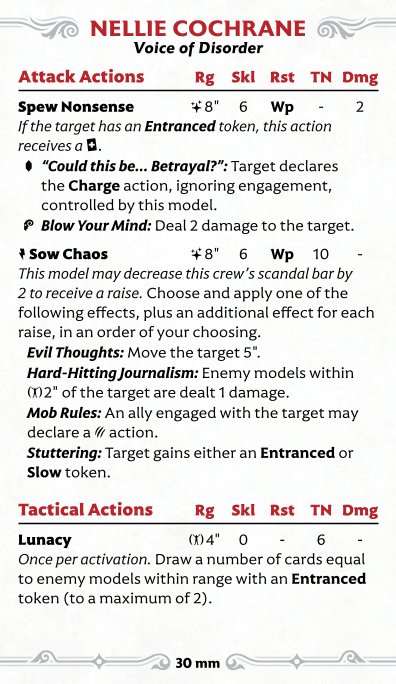 NELLIE COCHRANE
Voice of Disorder
Attack Actions Rg Skl Rst TN Dmg
Spew Nonsense 8" 6 Wp - 2
If the target has an Entranced token, this action
receives a .
"Could this be... Betrayal?": Target declares
the Charge action, ignoring engagement,
controlled by this model.
Blow Your Mind: Deal 2 damage to the target.
Sow Chaos 8" 6 Wp 10 -
This model may decrease this crew's scandal bar by
2 to receive a raise. Choose and apply one of the
following effects, plus an additional effect for each
raise, in an order of your choosing.
Evil Thoughts: Move the target 5".
Hard-Hitting Journalism: Enemy models within
2" of the target are dealt 1 damage.
Mob Rules: An ally engaged with the target may
declare a action.
Stuttering: Target gains either an Entranced or
Slow token.
Tactical Actions Rg Skl Rst TN Dmg
Lunacy 4" 0 - 6 -
Once per activation. Draw a number of cards equal
to enemy models within range with an Entranced
token (to a maximum of 2).
30 mm